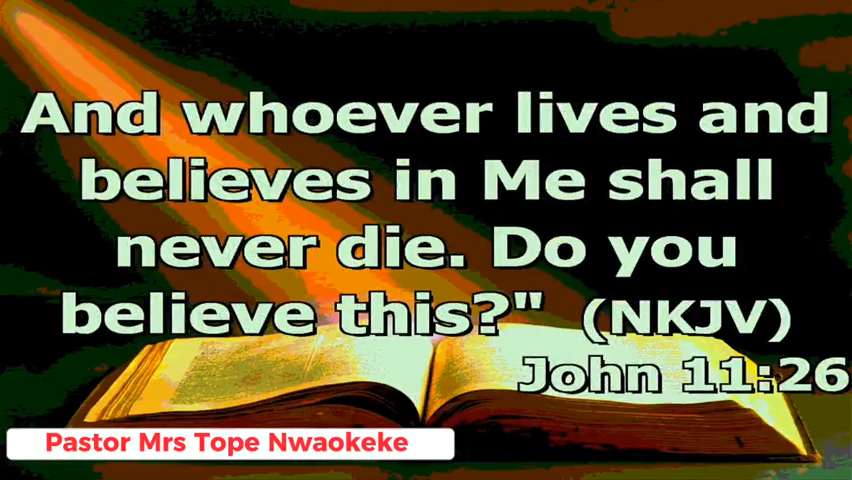 And whoever lives and
believes in Me shall
never die. Do you
believe this?" (NKJV)
John 11:26
Pastor Mrs Tope Nwaokeke